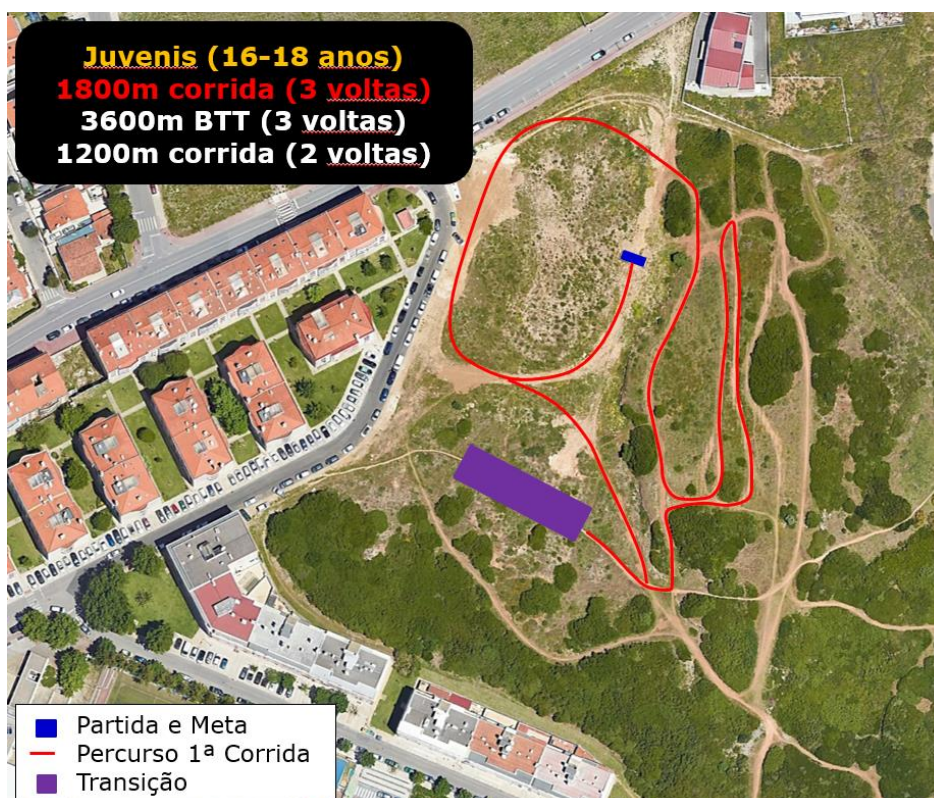 Juvenis (16-18 anos)
1800m corrida (3 voltas)
3600m BTT (3 voltas)
1200m corrida (2 voltas)
Partida e Meta
Percurso 1ª Corrida
Transição